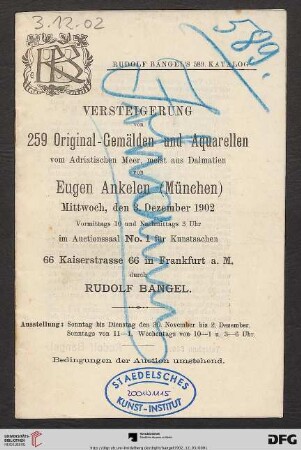 3.12.02
589.
RUDOLF BANGEL'S 589. KATALOG
VERSTEIGERUNG
von
259 Original-Gemälden und Aquarellen
vom Adriatischen Meer, meist aus Dalmatien
von
Eugen Ankelen (München)
Mittwoch, den 3. Dezember 1902
Vormittags 10 und Nachmittags 3 Uhr
im Auctionssaal No. 1 für Kunstsachen
66 Kaiserstrasse 66 in Frankfurt a. M.
durch
RUDOLF BANGEL.
Ausstellung: Sonntag bis Dienstag den 30. November bis 2. Dezember
Sonntags von 11—1, Wochentags von 10—1 u. 3—6 Uhr.
Bedingungen der Auction umstehend.
STAEDELSCHES
KUNST-INSTITUT
UNIVERSITÄTS-
BIBLIOTHEK
HEIDELBERG
DFG